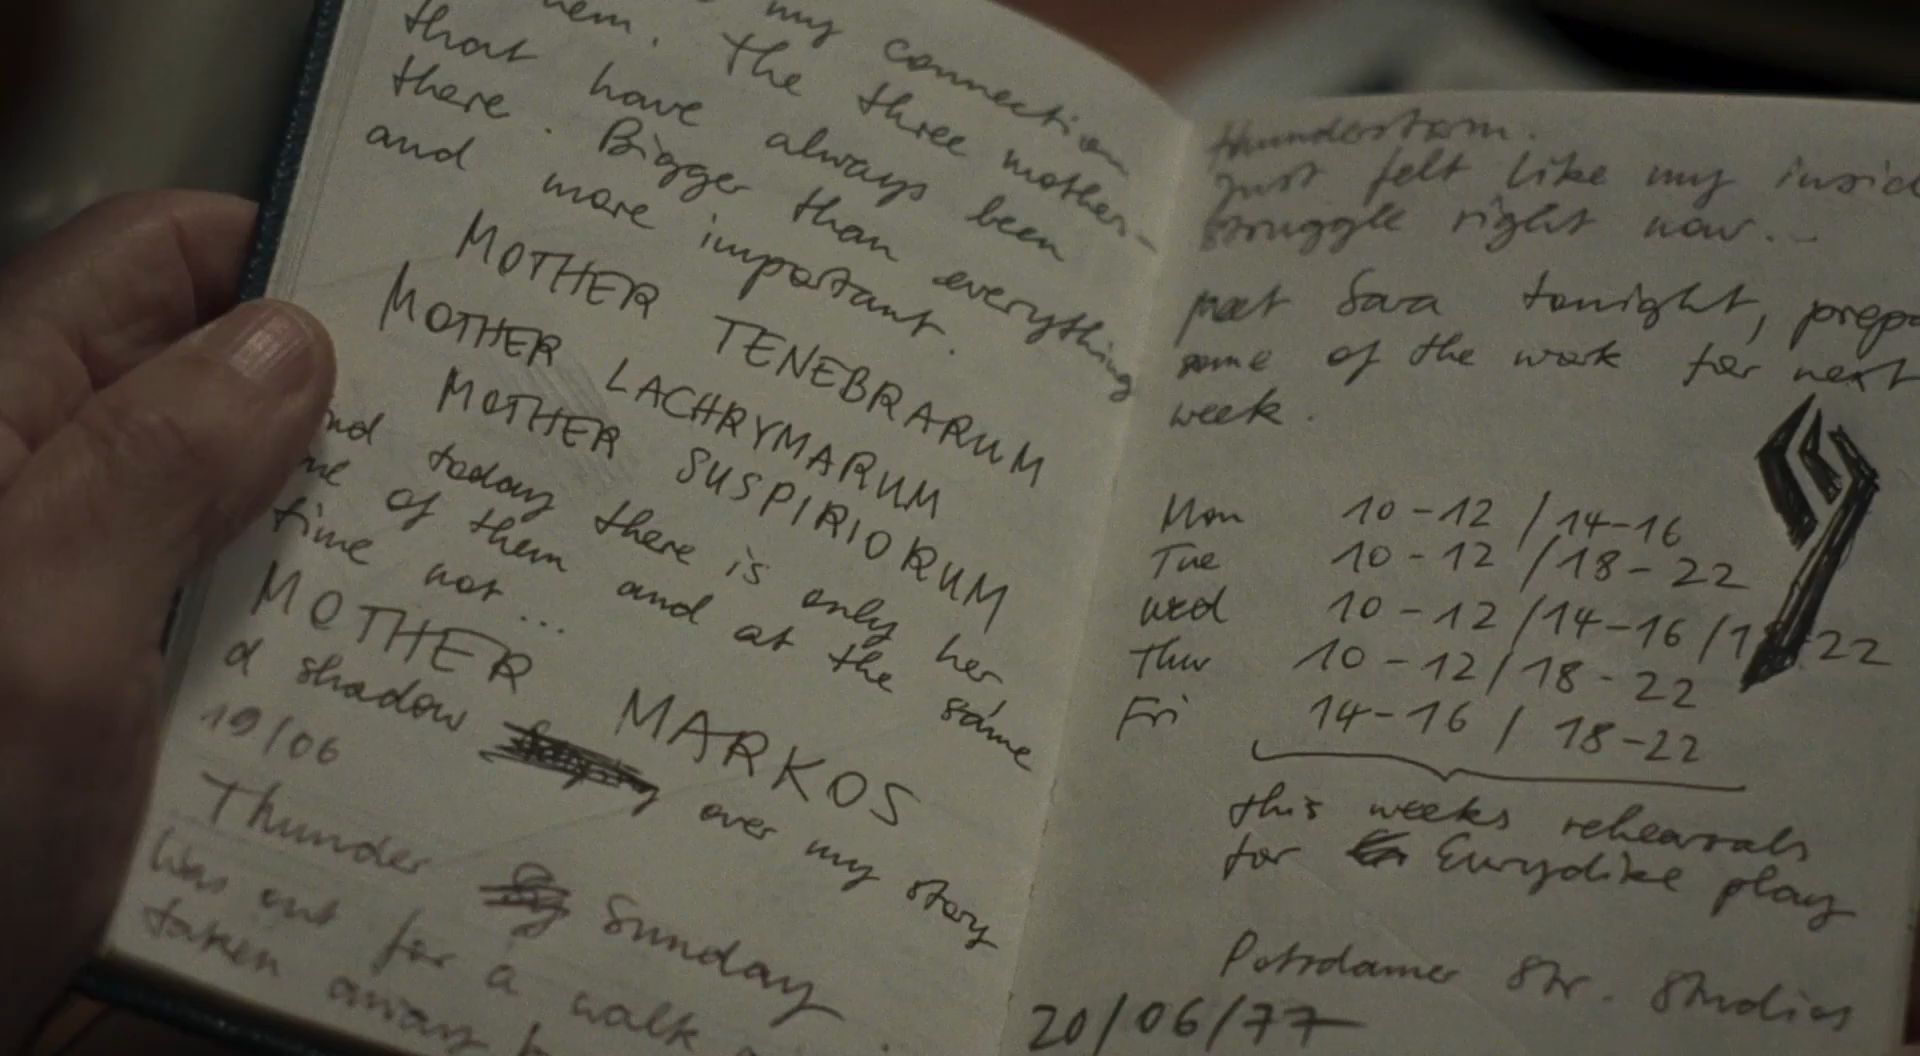 my connection
them. The three mother-
that have always been
there. Bigger than everything
and more important.
MOTHER TENEBRARUM
MOTHER LACHRYMARUM
MOTHER SUSPIRIORUM
and today there is only her
of them and at the same
time not...
MOTHER MARKOS
shadow over my story
19/06
Thunder Sunday
Was out for a walk
taken away
thunderstorm.
Just felt like my
struggle right now...
meet Sara tonight,
some of the work for next
week.
Mon 10-12 / 14-16
Tue 10-12 / 18-22
Wed 10-12 / 14-16 / 22
Thur 10-12 / 18-22
Fri 14-16 / 18-22
this weeks rehearsals
for Eurydike play
Potsdamer Str. Studios
20/06/77